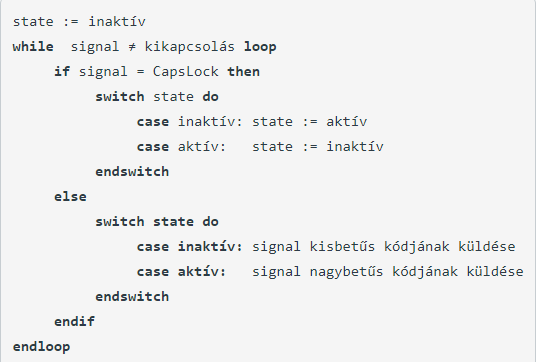 state := inaktív
while  signal ≠ kikapcsolás loop
     if signal = CapsLock then
          switch state do
               case inaktív: state := aktív
               case aktív:   state := inaktív
          endswitch
     else
          switch state do
               case inaktív: signal kisbetűs kódjának küldése
               case aktív:   signal nagybetűs kódjának küldése
          endswitch
     endif
endloop